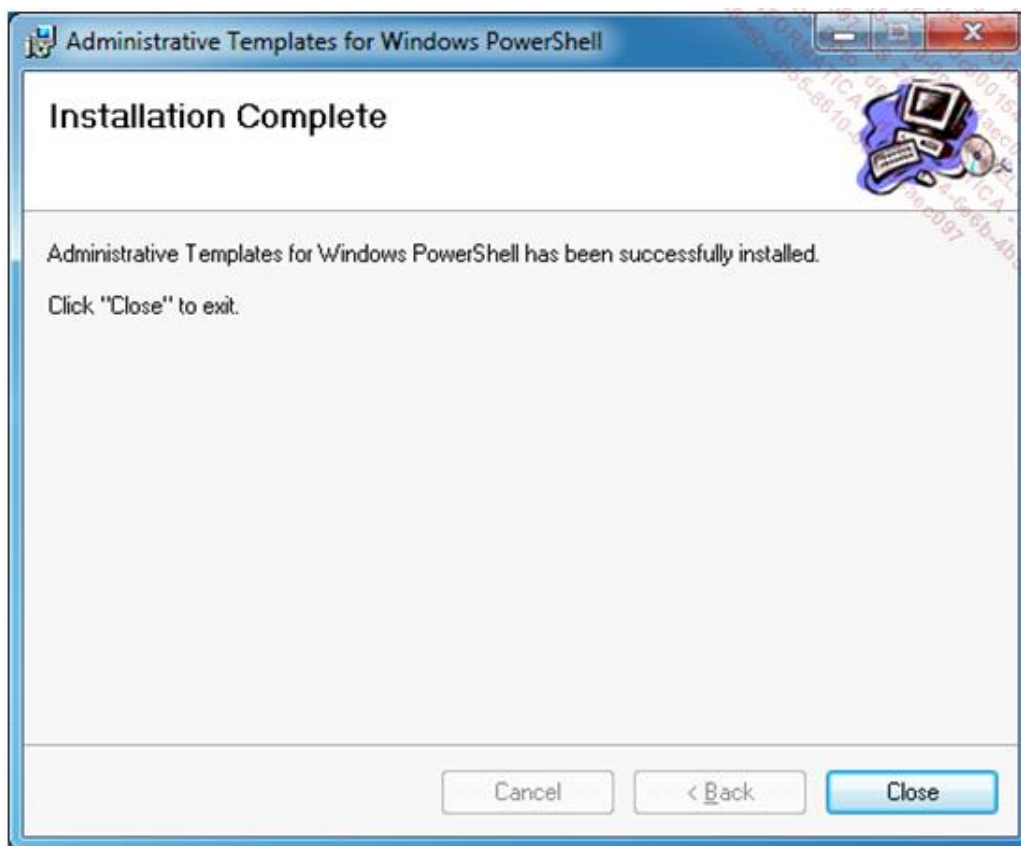 Administrative Templates for Windows PowerShell
Installation Complete
Administrative Templates for Windows PowerShell has been successfully installed.
Click "Close" to exit.
Cancel
< Back
Close